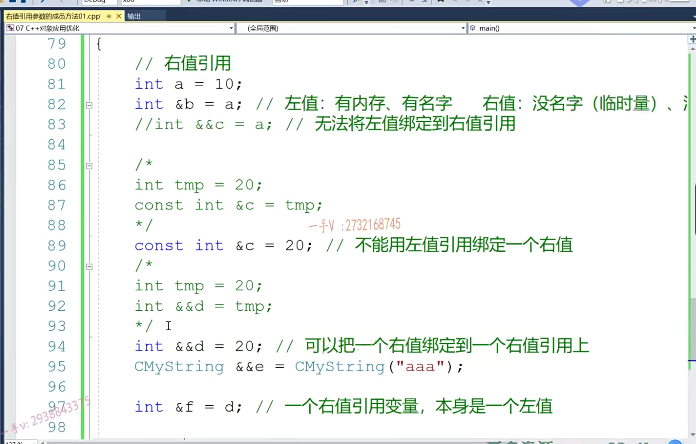 右值引用参数的成员方法01.cpp* 输出
07 C++对象应用优化 (全局范围) main()
79 {
80 // 右值引用
81 int a = 10;
82 int &b = a; // 左值：有内存、有名字 右值：没名字（临时量）、
83 //int &&c = a; // 无法将左值绑定到右值引用
84
85 /*
86 int tmp = 20;
87 const int &c = tmp;
88 */
一手V :2732168745
89 const int &c = 20; // 不能用左值引用绑定一个右值
90 /*
91 int tmp = 20;
92 int &&d = tmp;
93 */
94 int &&d = 20; // 可以把一个右值绑定到一个右值引用上
95 CMyString &&e = CMyString("aaa");
96
97 int &f = d; // 一个右值引用变量，本身是一个左值
一手v: 2938843375
98